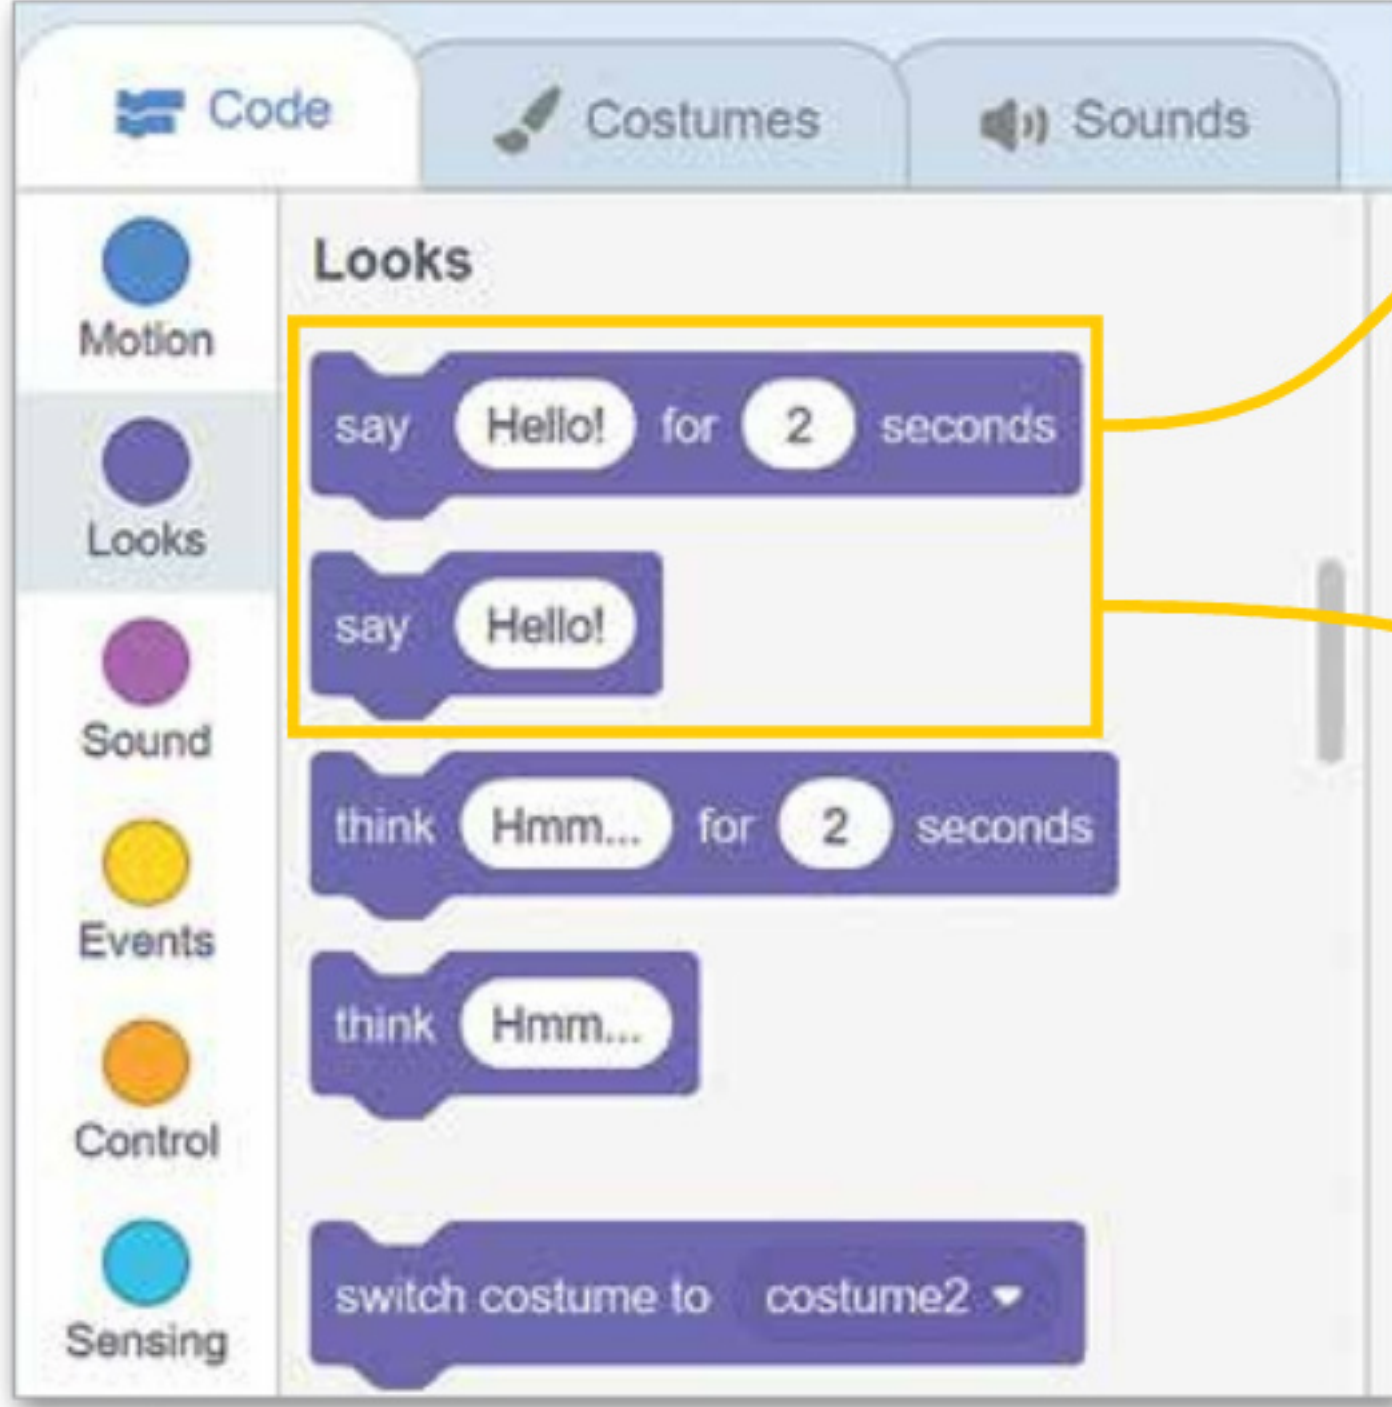 Code
Costumes
Sounds
Motion
Looks
Sound
Events
Control
Sensing
Looks
say Hello! for 2 seconds
say Hello!
think Hmm... for 2 seconds
think Hmm...
switch costume to costume2